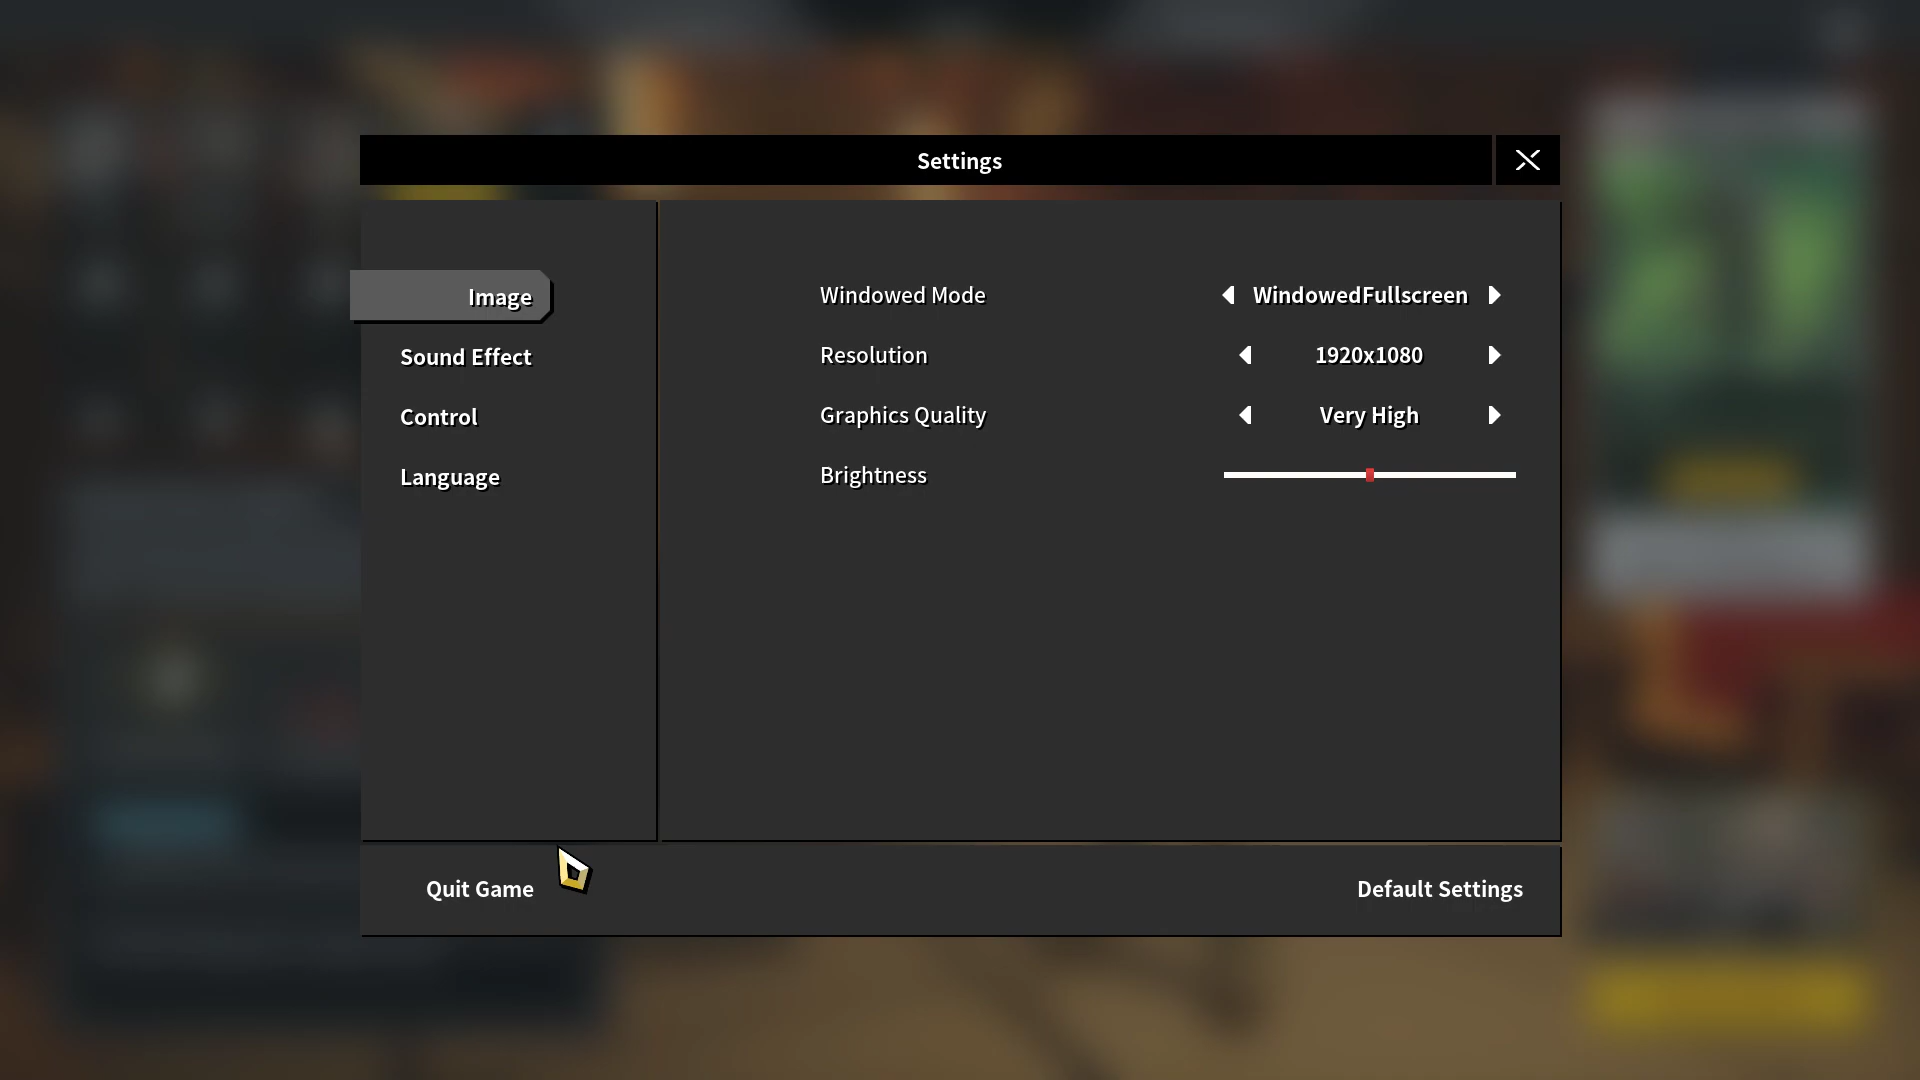 Settings
Image
Sound Effect
Control
Language
Windowed Mode WindowedFullscreen
Resolution 1920x1080
Graphics Quality Very High
Brightness
Quit Game Default Settings